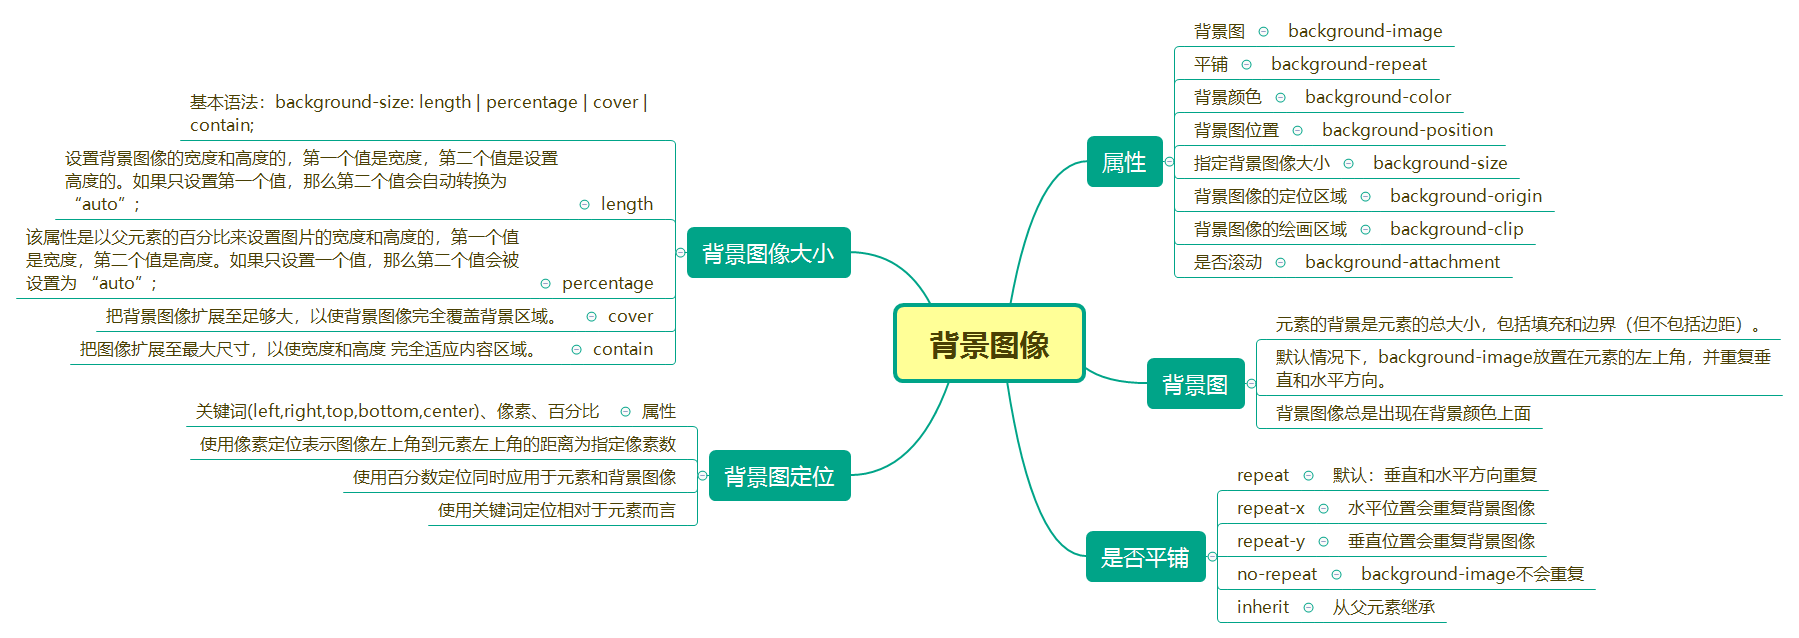 背景图像
属性
背景图 background-image
平铺 background-repeat
背景颜色 background-color
背景图位置 background-position
指定背景图像大小 background-size
背景图像的定位区域 background-origin
背景图像的绘画区域 background-clip
是否滚动 background-attachment
背景图
元素的背景是元素的总大小，包括填充和边界（但不包括边距）。
默认情况下，background-image放置在元素的左上角，并重复垂
直和水平方向。
背景图像总是出现在背景颜色上面
是否平铺
repeat 默认：垂直和水平方向重复
repeat-x 水平位置会重复背景图像
repeat-y 垂直位置会重复背景图像
no-repeat background-image不会重复
inherit 从父元素继承
背景图像大小
基本语法：background-size: length | percentage | cover |
contain;
设置背景图像的宽度和高度的，第一个值是宽度，第二个值是设置
高度的。如果只设置第一个值，那么第二个值会自动转换为
“auto”； length
该属性是以父元素的百分比来设置图片的宽度和高度的，第一个值
是宽度，第二个值是高度。如果只设置一个值，那么第二个值会被
设置为 “auto”； percentage
把背景图像扩展至足够大，以使背景图像完全覆盖背景区域。 cover
把图像扩展至最大尺寸，以使宽度和高度 完全适应内容区域。 contain
背景图定位
关键词(left,right,top,bottom,center)、像素、百分比 属性
使用像素定位表示图像左上角到元素左上角的距离为指定像素数
使用百分数定位同时应用于元素和背景图像
使用关键词定位相对于元素而言